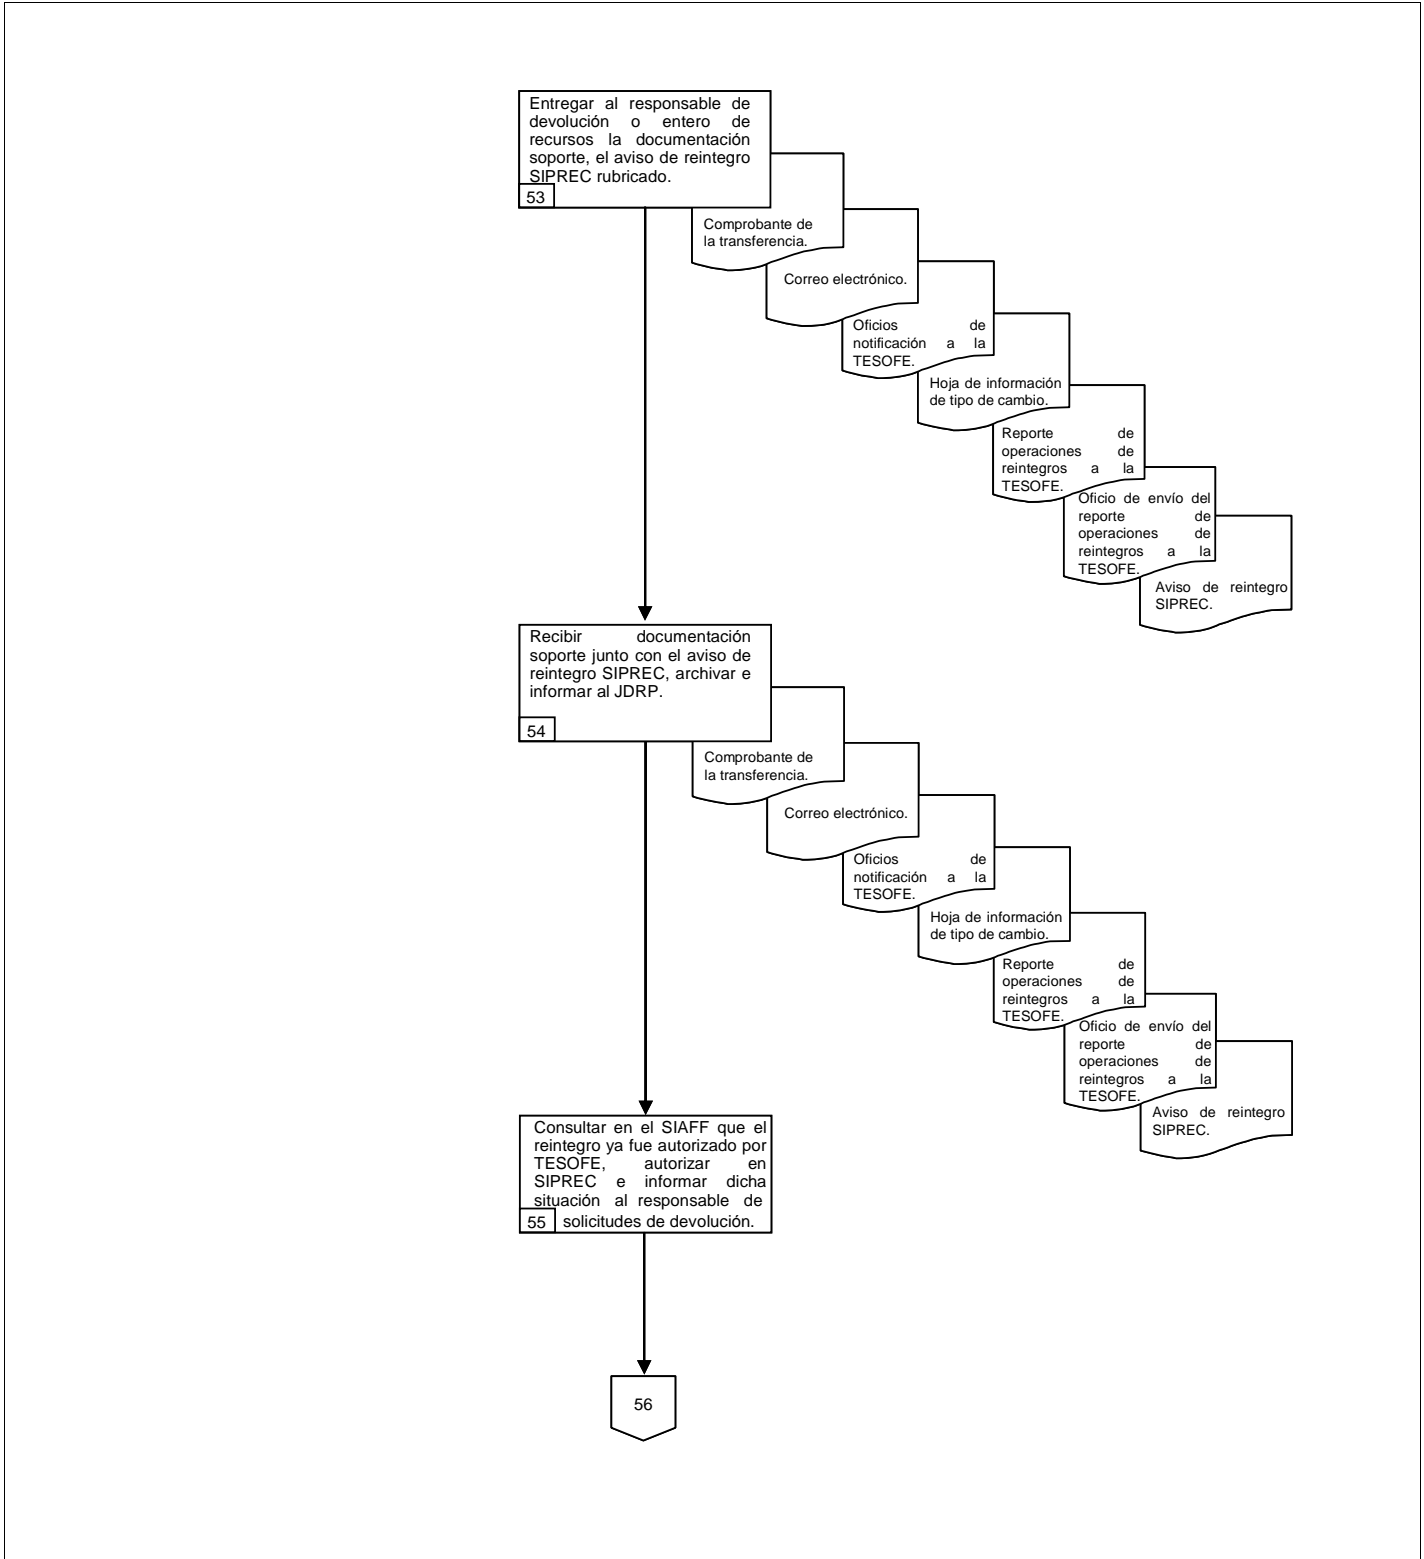 Entregar al responsable de
devolución o entero de
recursos la documentación
soporte, el aviso de reintegro
SIPREC rubricado.
53
Comprobante de
la transferencia.
Correo electrónico.
Oficios de
notificación a la
TESOFE.
Hoja de información
de tipo de cambio.
Reporte de
operaciones de
reintegros a la
TESOFE.
Oficio de envío del
reporte de
operaciones de
reintegros a la
TESOFE.
Aviso de reintegro
SIPREC.
Recibir documentación
soporte junto con el aviso de
reintegro SIPREC, archivar e
informar al JDRP.
54
Comprobante de
la transferencia.
Correo electrónico.
Oficios de
notificación a la
TESOFE.
Hoja de información
de tipo de cambio.
Reporte de
operaciones de
reintegros a la
TESOFE.
Oficio de envío del
reporte de
operaciones de
reintegros a la
TESOFE.
Aviso de reintegro
SIPREC.
Consultar en el SIAFF que el
reintegro ya fue autorizado por
TESOFE, autorizar en
SIPREC e informar dicha
situación al responsable de
55 solicitudes de devolución.
56